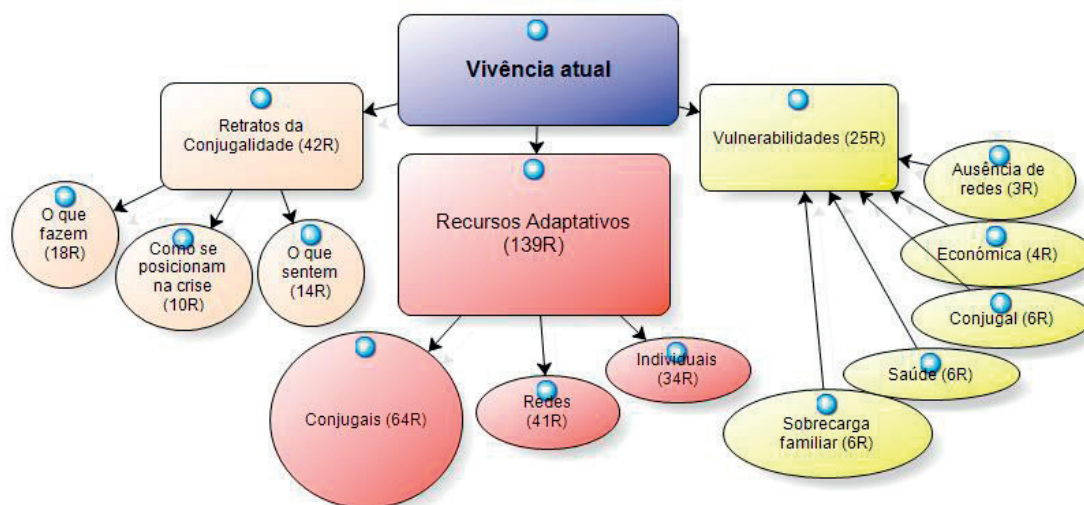 Vivência atual
Retratos da
Conjugalidade (42R)
O que
fazem
(18R)
Como se
posicionam
na crise
(10R)
O que
sentem
(14R)
Recursos Adaptativos
(139R)
Conjugais (64R)
Redes
(41R)
Individuais
(34R)
Vulnerabilidades (25R)
Ausência de
redes (3R)
Económica (4R)
Conjugal (6R)
Saúde (6R)
Sobrecarga
familiar (6R)